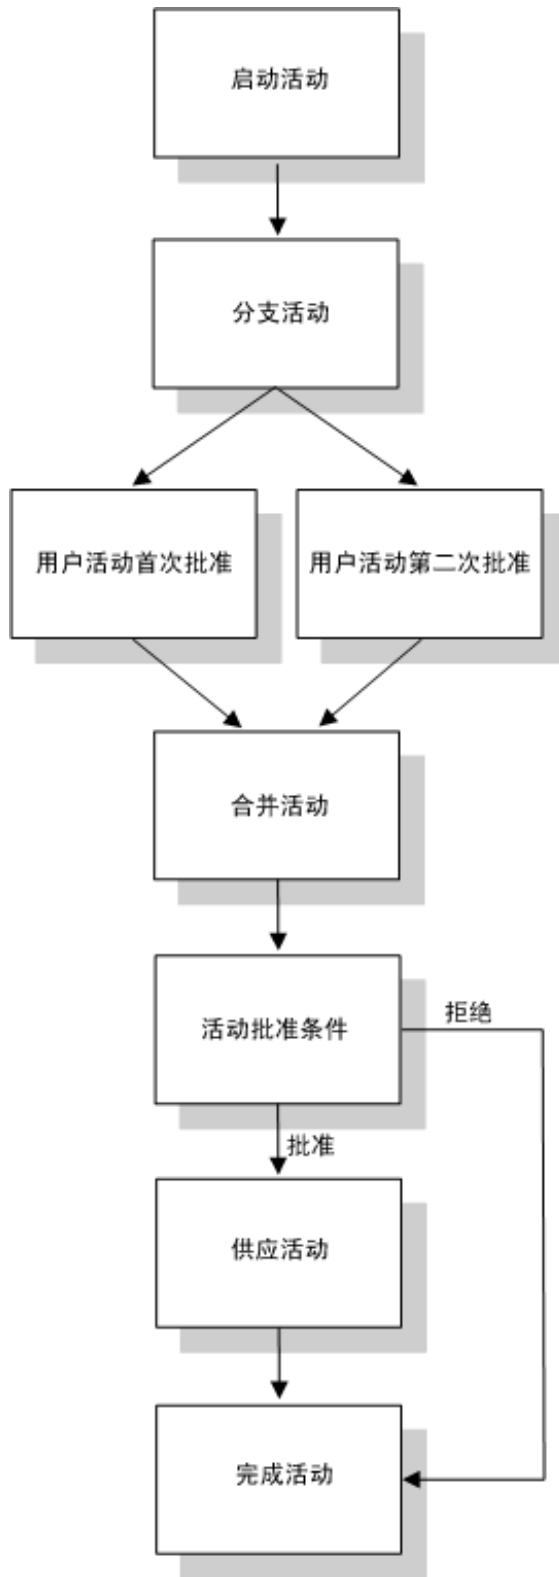 启动活动
分支活动
用户活动首次批准
用户活动第二次批准
合并活动
活动批准条件
拒绝
批准
供应活动
完成活动